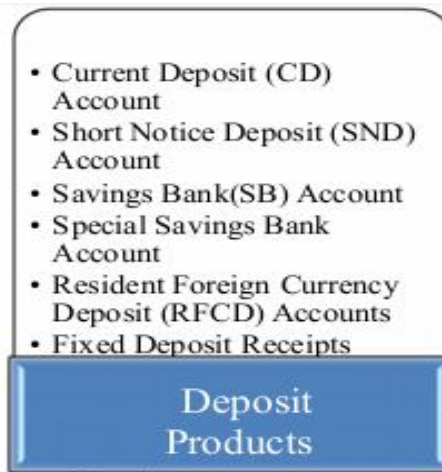 • Current Deposit (CD)
Account
• Short Notice Deposit (SND)
Account
• Savings Bank(SB) Account
• Special Savings Bank
Account
• Resident Foreign Currency
Deposit (RFCD) Accounts
• Fixed Deposit Receipts
Deposit
Products